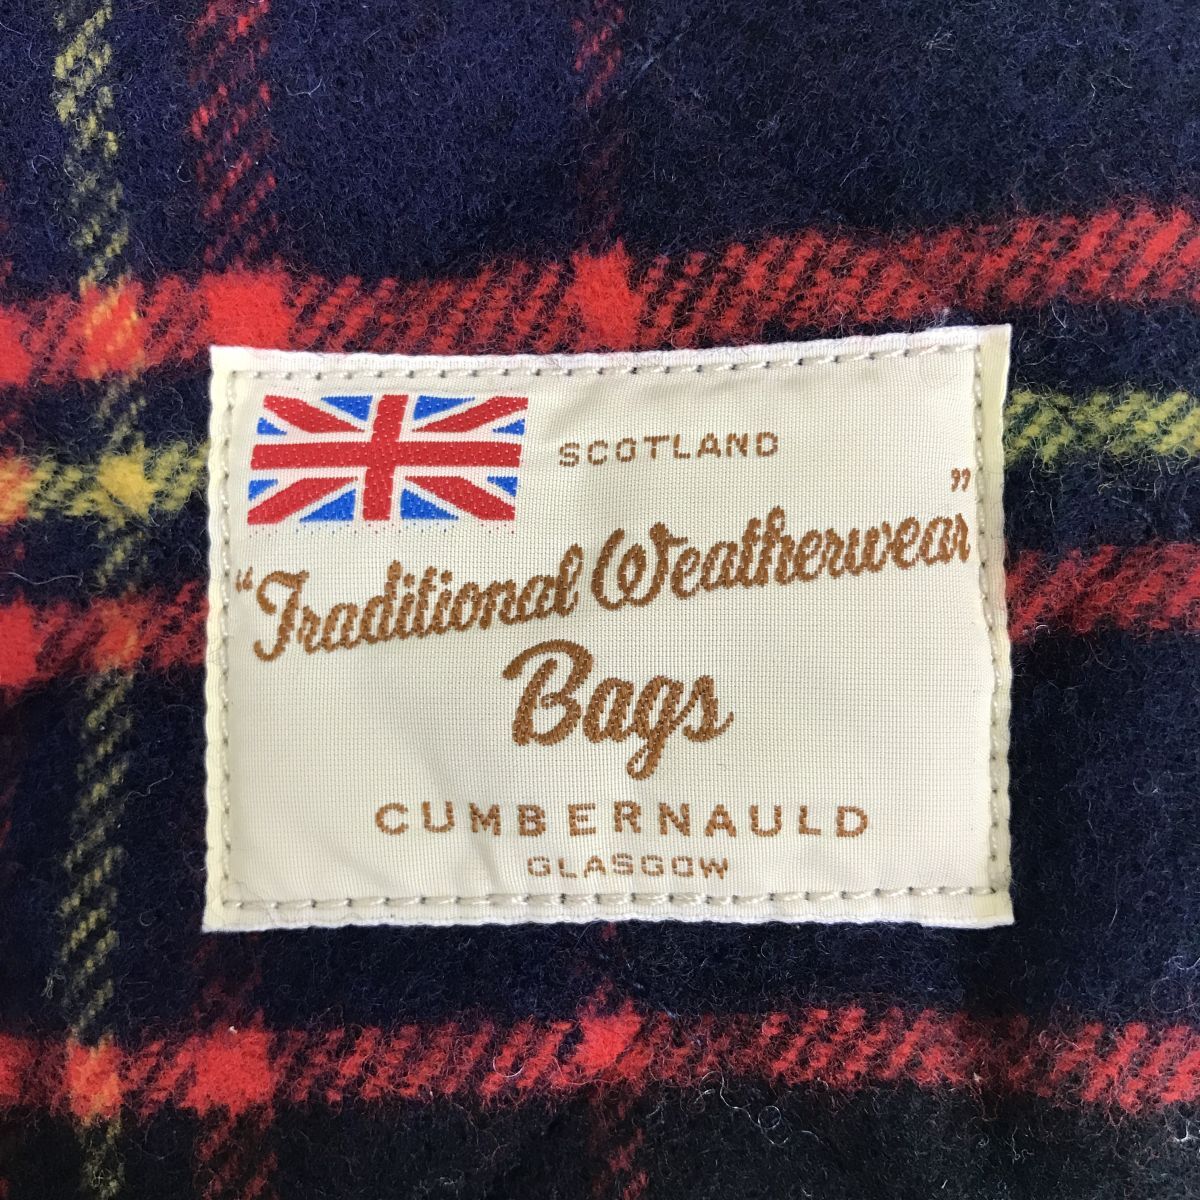 SCOTLAND
"Traditional Weatherwear"
Bags
CUMBERNAULD
GLASGOW